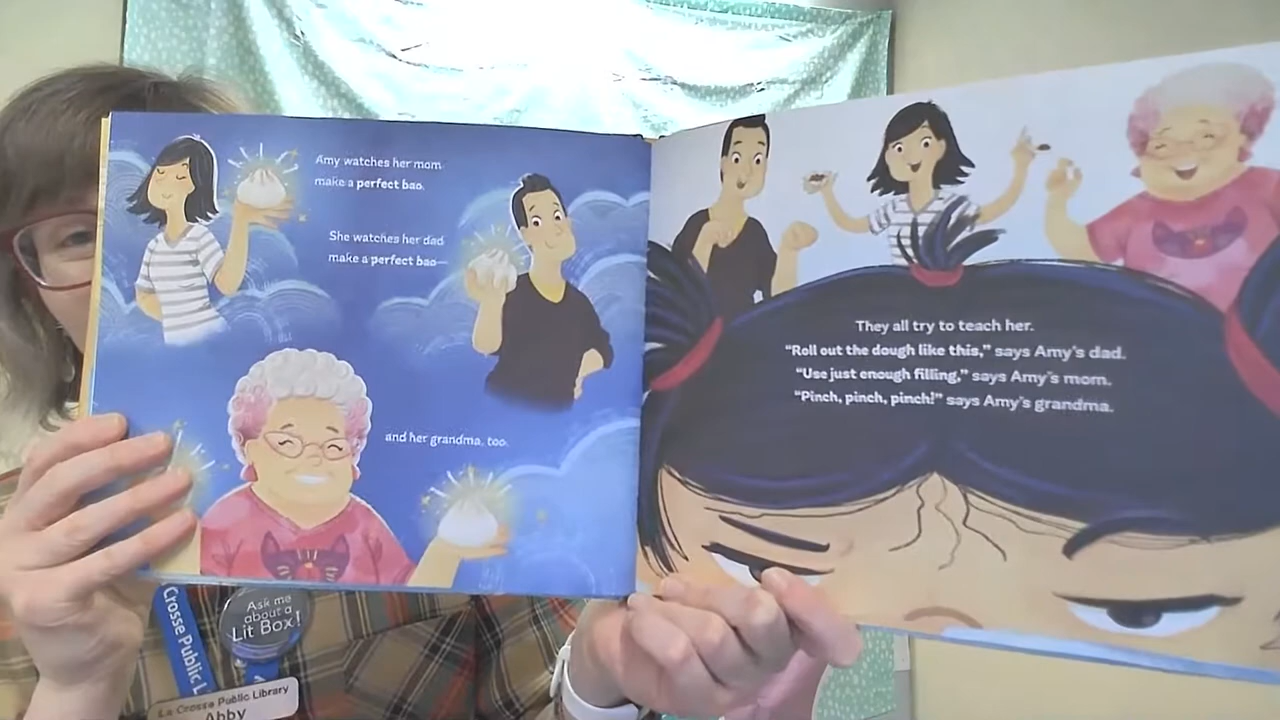 Amy watches her mom
make a perfect bao.
She watches her dad
make a perfect bao—
and her grandma, too.
They all try to teach her.
“Roll out the dough like this,” says Amy’s dad.
“Use just enough filling,” says Amy’s mom.
“Pinch, pinch, pinch!” says Amy’s grandma.
Crosse Public L
Ask me
about a
Lit Box!
La Crosse Public Library
Abby